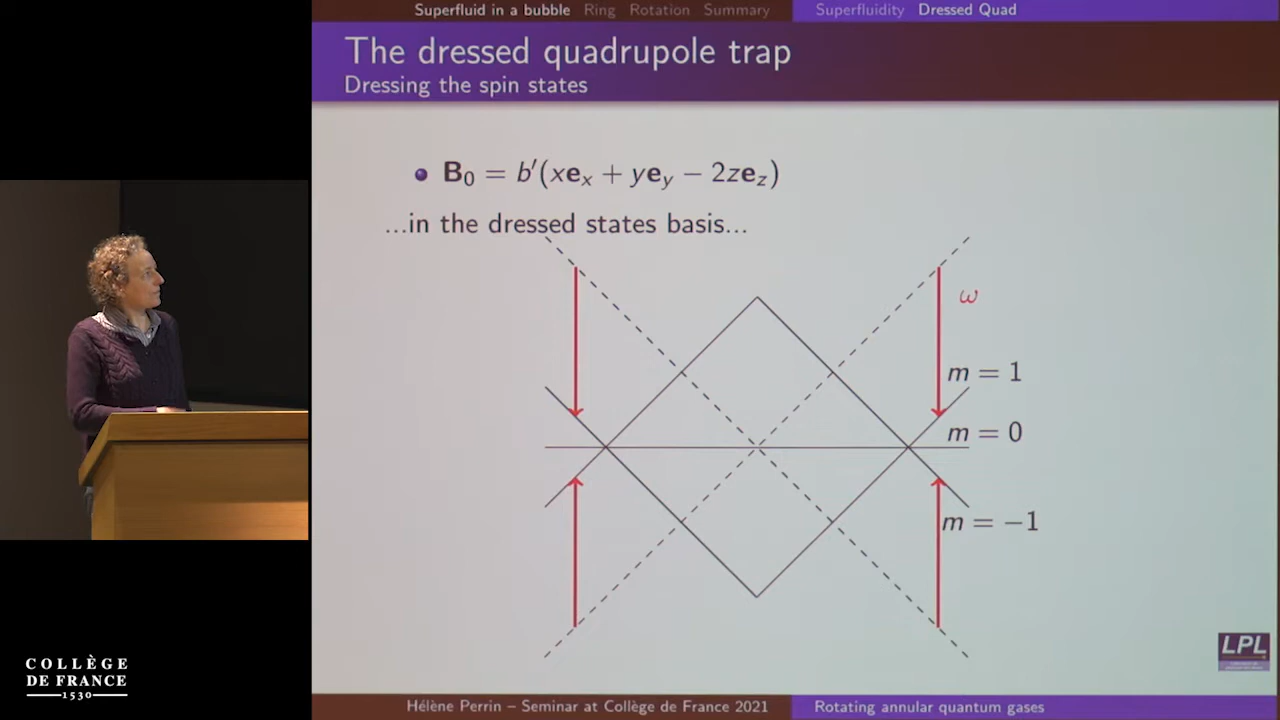 Superfluid in a bubble Ring Rotation Summary Superfluidity Dressed Quad
The dressed quadrupole trap
Dressing the spin states
B₀ = b′(xeₓ + yeᵧ − 2ze_z)
...in the dressed states basis...
ω
m = 1
m = 0
m = −1
LPL
COLLÈGE
DE FRANCE
1530
Hélène Perrin – Seminar at Collège de France 2021 Rotating annular quantum gases